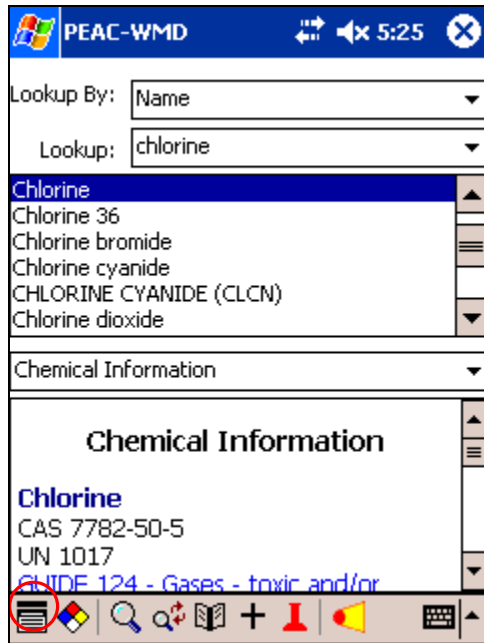 PEAC-WMD 5:25
Lookup By: Name
Lookup: chlorine
Chlorine
Chlorine 36
Chlorine bromide
Chlorine cyanide
CHLORINE CYANIDE (CLCN)
Chlorine dioxide
Chemical Information
Chemical Information
Chlorine
CAS 7782-50-5
UN 1017
GUIDE 124 - Gases - toxic and/or